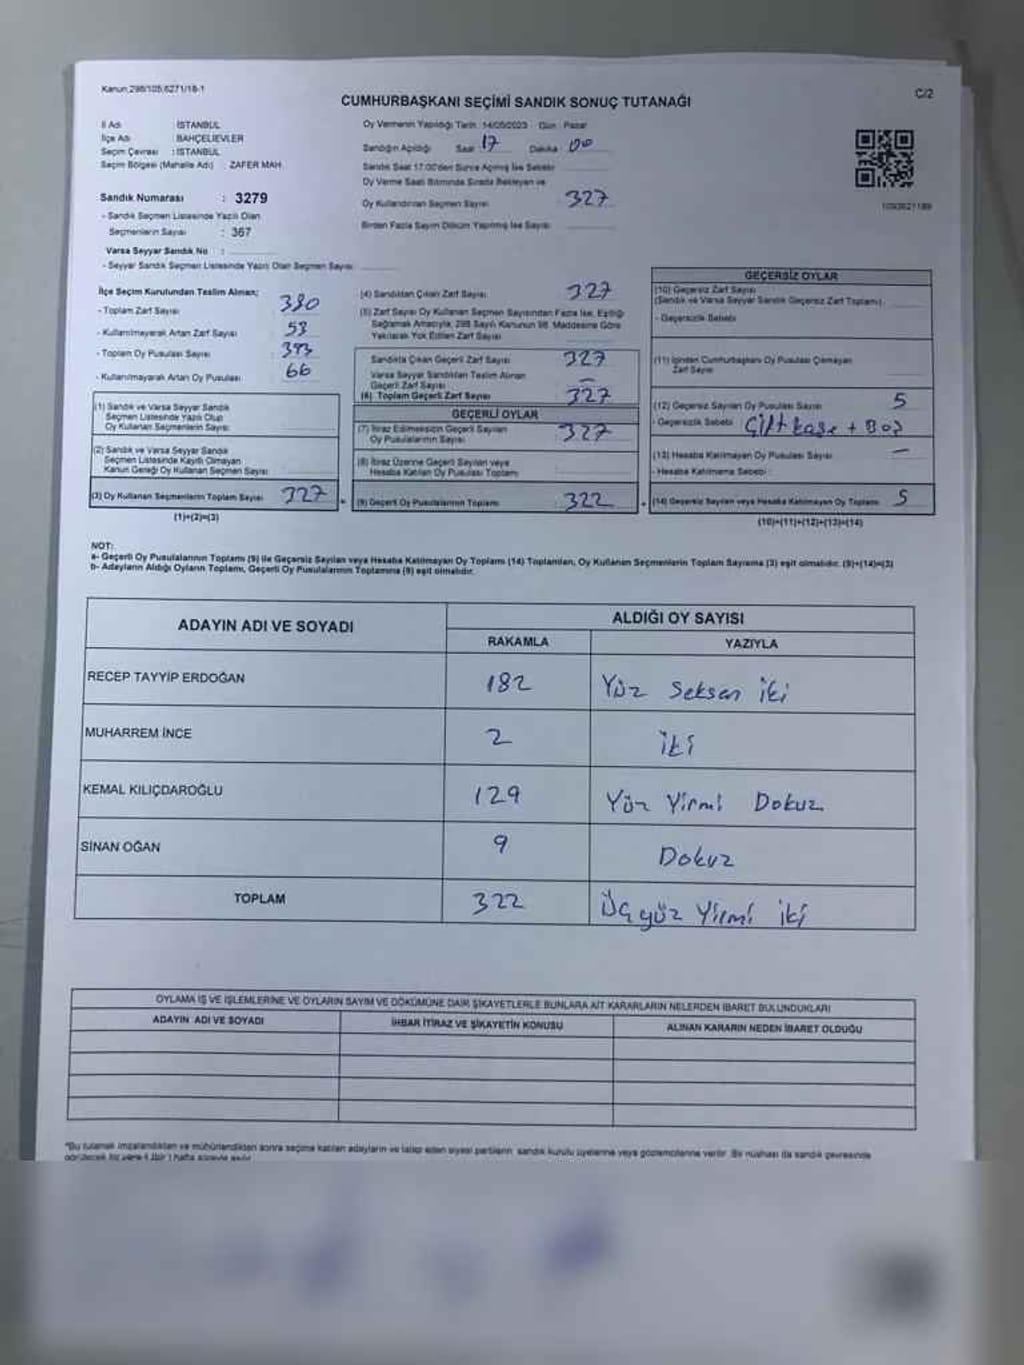 Kanun,298/105,6271/18-1
C/2
CUMHURBAŞKANI SEÇİMİ SANDIK SONUÇ TUTANAĞI
İl Adı : İSTANBUL
İlçe Adı : BAHÇELİEVLER
Seçim Çevresi : İSTANBUL
Seçim Bölgesi (Mahalle Adı) : ZAFER MAH.
Sandık Numarası : 3279
- Sandık Seçmen Listesinde Yazılı Olan
Seçmenlerin Sayısı : 367
Varsa Seyyar Sandık No :
- Seyyar Sandık Seçmen Listesinde Yazılı Olan Seçmen Sayısı
Oy Vermenin Yapıldığı Tarih : 14/05/2023 Gün : Pazar
Sandığın Açıldığı Saat 17 Dakika 00
Sandık Saat 17:00'den Sonra Açılmış İse Sebebi
Oy Verme Saati Bitiminde Sırada Bekleyen ve
Oy Kullandırılan Seçmen Sayısı 327
Birden Fazla Sayım Döküm Yapılmış İse Sayısı
İlçe Seçim Kurulundan Teslim Alınan;
- Toplam Zarf Sayısı 380
- Kullanılmayarak Artan Zarf Sayısı 53
- Toplam Oy Pusulası Sayısı 393
- Kullanılmayarak Artan Oy Pusulası 66
(1) Sandık ve Varsa Seyyar Sandık
Seçmen Listesinde Yazılı Olup
Oy Kullanan Seçmenlerin Sayısı
(2) Sandık ve Varsa Seyyar Sandık
Seçmen Listesinde Kayıtlı Olmayan
Kanun Gereği Oy Kullanan Seçmen Sayısı
(3) Oy Kullanan Seçmenlerin Toplam Sayısı 327
(1)+(2)=(3)
(4) Sandıktan Çıkan Zarf Sayısı 327
(5) Zarf Sayısı Oy Kullanan Seçmen Sayısından Fazla İse, Eşitliği
Sağlamak Amacıyla, 298 Sayılı Kanunun 98. Maddesine Göre
Yakılarak Yok Edilen Zarf Sayısı
Sandıkta Çıkan Geçerli Zarf Sayısı 327
Varsa Seyyar Sandıktan Teslim Alınan
Geçerli Zarf Sayısı –
(6) Toplam Geçerli Zarf Sayısı 327
GEÇERLİ OYLAR
(7) İtiraz Edilmeksizin Geçerli Sayılan
Oy Pusulalarının Sayısı 327
(8) İtiraz Üzerine Geçerli Sayılan veya
Hesaba Katılan Oy Pusulası Toplamı
(9) Geçerli Oy Pusulalarının Toplamı 322
GEÇERSİZ OYLAR
(10) Geçersiz Zarf Sayısı
(Sandık ve Varsa Seyyar Sandık Geçersiz Zarf Toplamı)
- Geçersizlik Sebebi
(11) İçinden Cumhurbaşkanı Oy Pusulası Çıkmayan
Zarf Sayısı
(12) Geçersiz Sayılan Oy Pusulası Sayısı 5
- Geçersizlik Sebebi Çift kaşe + Boş
(13) Hesaba Katılmayan Oy Pusulası Sayısı –
- Hesaba Katılmama Sebebi
(14) Geçersiz Sayılan veya Hesaba Katılmayan Oy Toplamı 5
(10)+(11)+(12)+(13)=(14)
NOT:
a- Geçerli Oy Pusulalarının Toplamı (9) ile Geçersiz Sayılan veya Hesaba Katılmayan Oy Toplamı (14) Toplamları, Oy Kullanan Seçmenlerin Toplam Sayısına (3) eşit olmalıdır. (9)+(14)=(3)
b- Adayların Aldığı Oyların Toplamı, Geçerli Oy Pusulalarının Toplamına (9) eşit olmalıdır.
ADAYIN ADI VE SOYADI
ALDIĞI OY SAYISI
RAKAMLA YAZIYLA
RECEP TAYYİP ERDOĞAN 182 Yüz Seksen iki
MUHARREM İNCE 2 iki
KEMAL KILIÇDAROĞLU 129 Yüz Yirmi Dokuz
SİNAN OĞAN 9 Dokuz
TOPLAM 322 Üçyüz Yirmi iki
OYLAMA İŞ VE İŞLEMLERİNE VE OYLARIN SAYIM VE DÖKÜMÜNE DAİR ŞİKAYETLERLE BUNLARA AİT KARARLARIN NELERDEN İBARET BULUNDUKLARI
ADAYIN ADI VE SOYADI İHBAR İTİRAZ VE ŞİKAYETİN KONUSU ALINAN KARARIN NEDEN İBARET OLDUĞU
*Bu tutanak imzalandıktan ve mühürlendikten sonra seçime katılan adayların ve talep eden siyasi partilerin sandık kurulu üyelerine veya gözlemcilerine verilir. Bir nüshası da sandık çevresinde